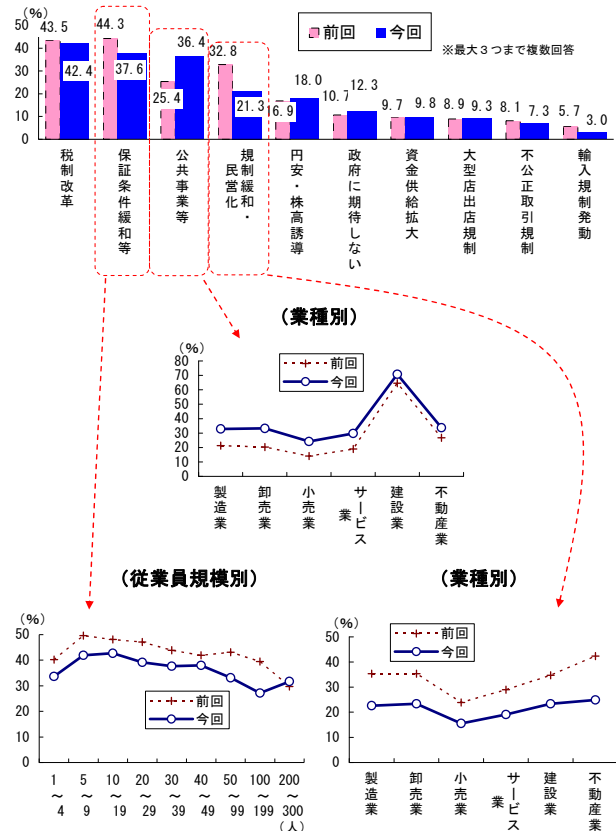 (%)
50
40
30
20
10
0
43.5
42.4
44.3
37.6
25.4
36.4
32.8
21.3
16.9
18.0
10.7
12.3
9.7
9.8
8.9
9.3
8.1
7.3
5.7
3.0
前回
今回
※最大3つまで複数回答
税制改革
保証条件緩和等
公共事業等
規制緩和・民営化
円安・株高誘導
政府に期待しない
資金供給拡大
大型店出店規制
不公正取引規制
輸入規制発動
(業種別)
(%)
80
70
60
50
40
30
20
10
0
前回
今回
製造業
卸売業
小売業
サービス業
建設業
不動産業
(従業員規模別)
(%)
50
40
30
20
10
0
前回
今回
1～4
5～9
10～19
20～29
30～39
40～49
50～99
100～199
200～300
(人)
(業種別)
(%)
50
40
30
20
10
0
前回
今回
製造業
卸売業
小売業
サービス業
建設業
不動産業